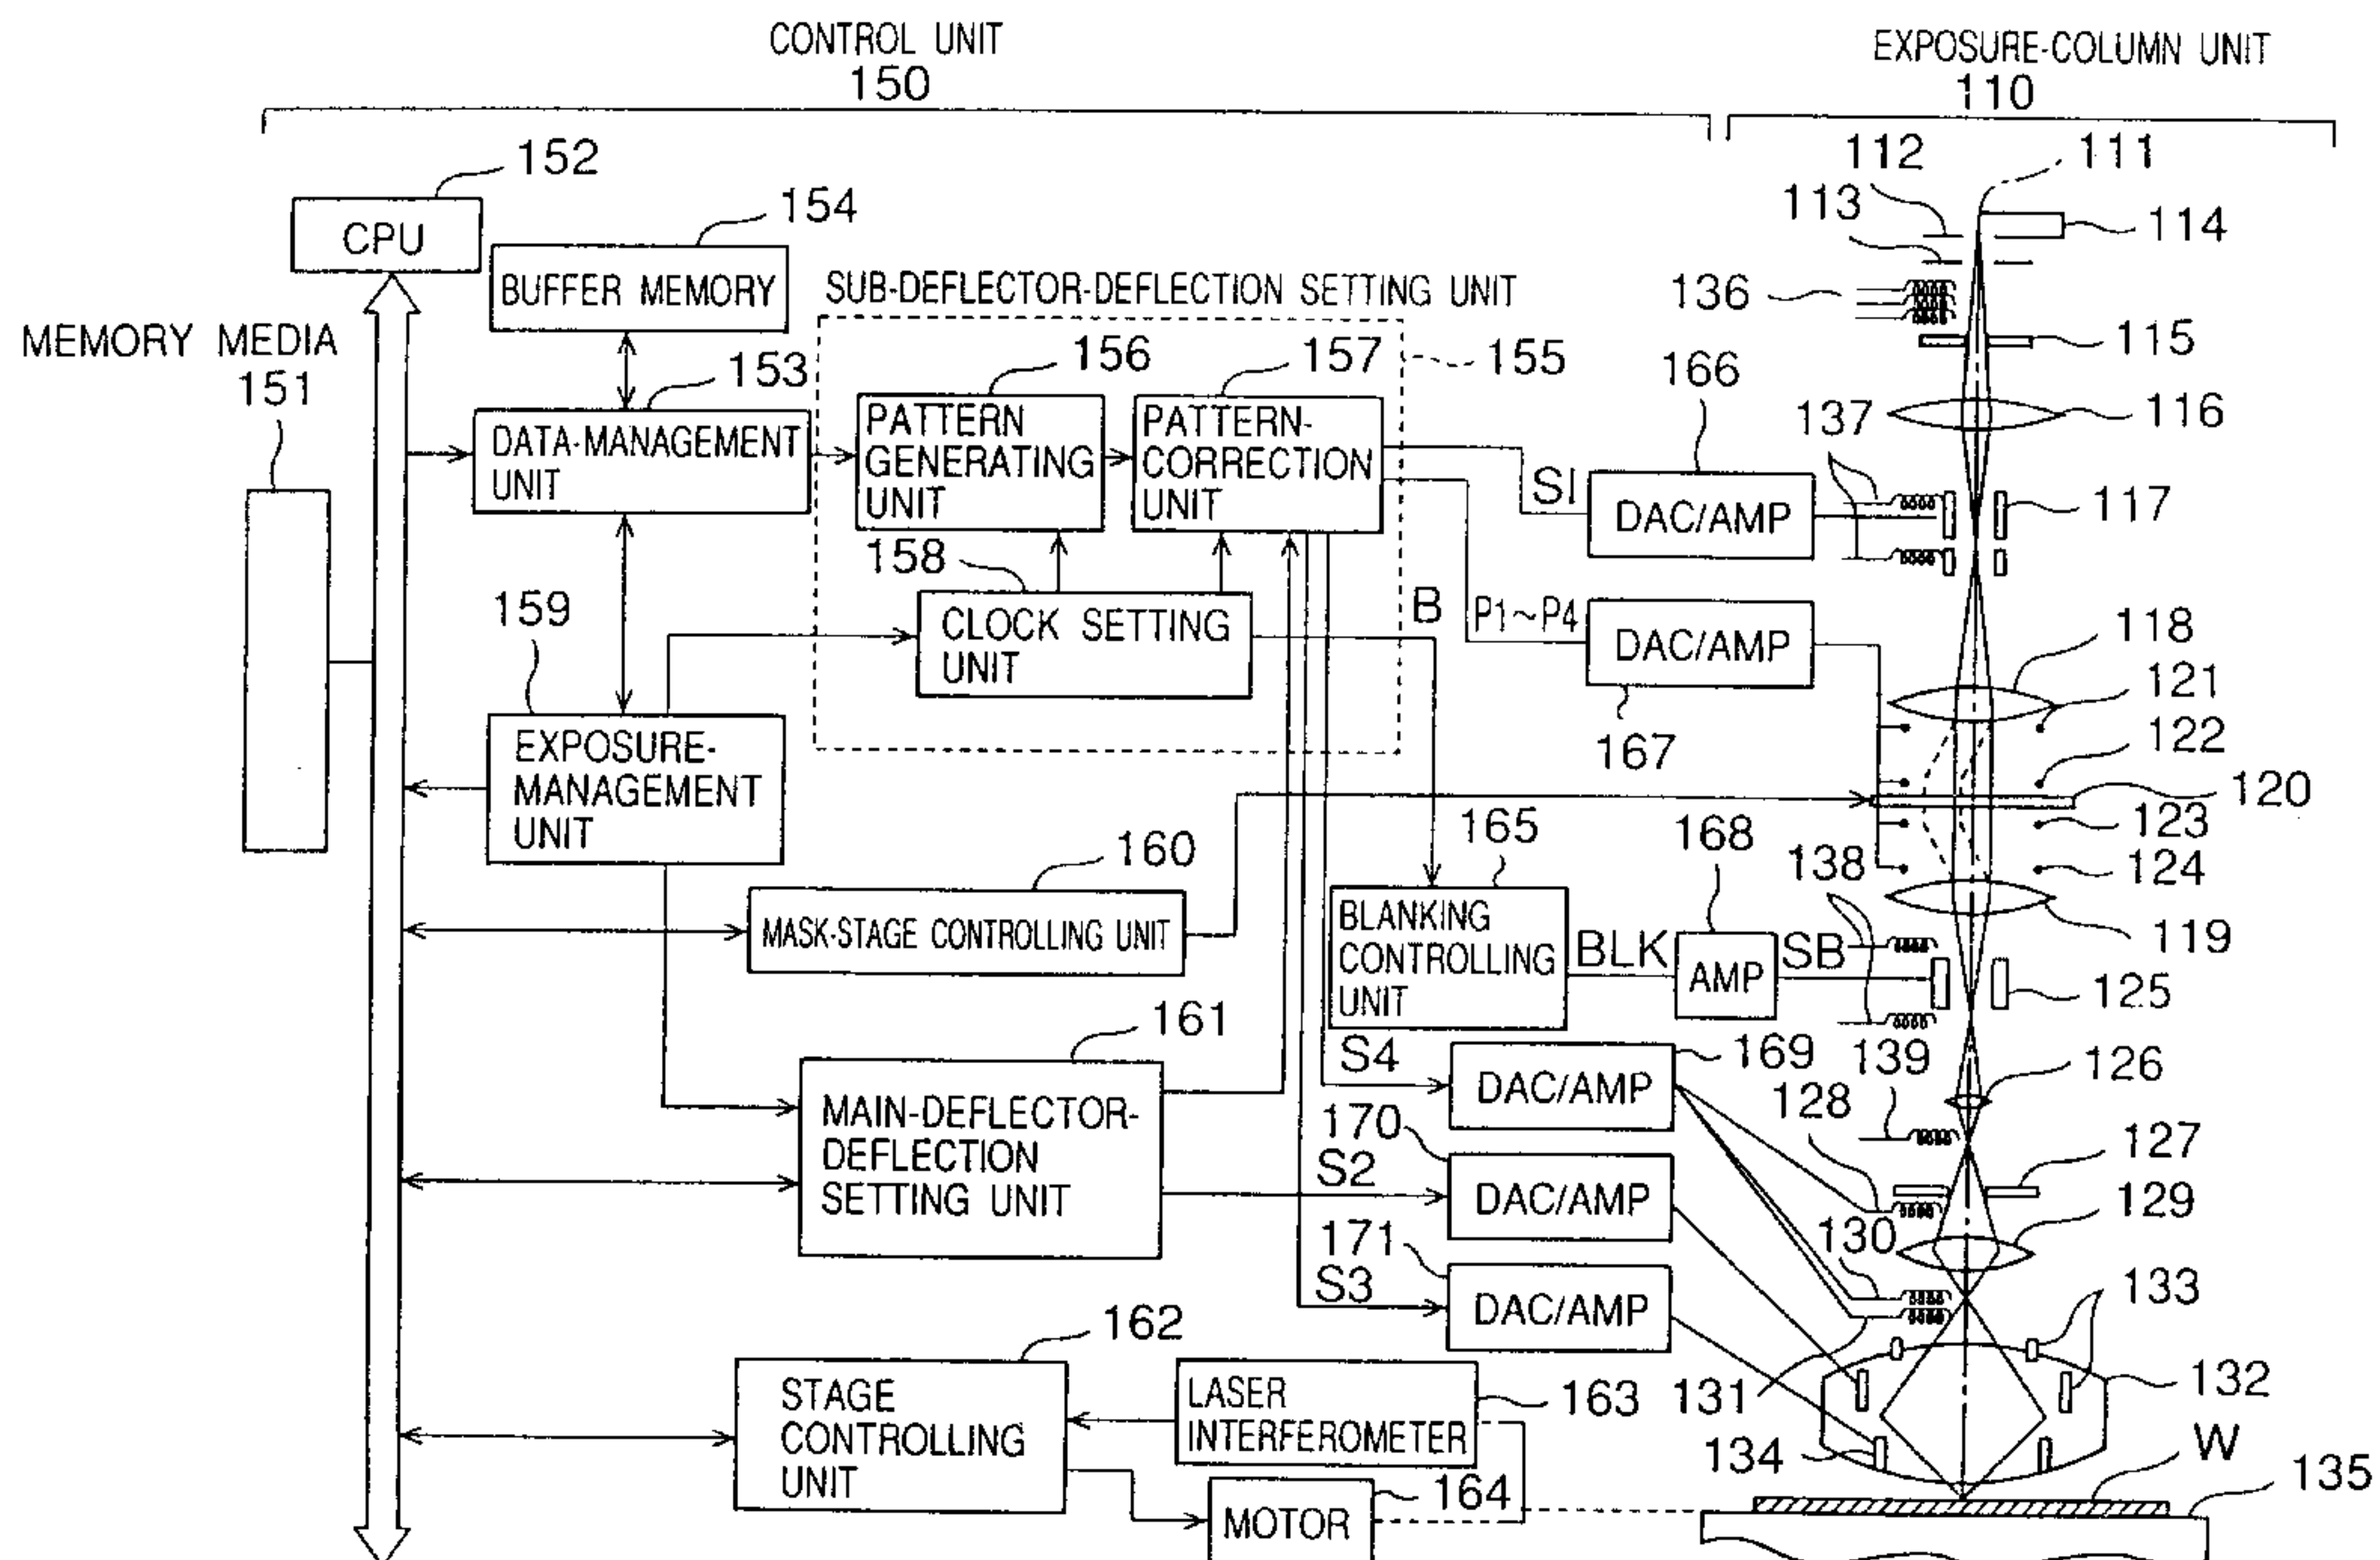 CONTROL UNIT
150
EXPOSURE-COLUMN UNIT
110
152
CPU
154
BUFFER MEMORY
MEMORY MEDIA
151
153
DATA-MANAGEMENT
UNIT
SUB-DEFLECTOR-DEFLECTION SETTING UNIT
155
156
PATTERN
GENERATING
UNIT
157
PATTERN-
CORRECTION
UNIT
158
CLOCK SETTING
UNIT
B
159
EXPOSURE-
MANAGEMENT
UNIT
160
MASK-STAGE CONTROLLING UNIT
161
MAIN-DEFLECTOR-
DEFLECTION
SETTING UNIT
162
STAGE
CONTROLLING
UNIT
163
LASER
INTERFEROMETER
164
MOTOR
165
BLANKING
CONTROLLING
UNIT
BLK
168
AMP
SB
166
SI
DAC/AMP
P1~P4
DAC/AMP
167
S4
169
DAC/AMP
170
S2
DAC/AMP
171
S3
DAC/AMP
112
111
113
114
136
115
116
137
117
118
121
122
120
123
124
138
119
125
139
126
128
127
129
130
133
131
132
134
W
135